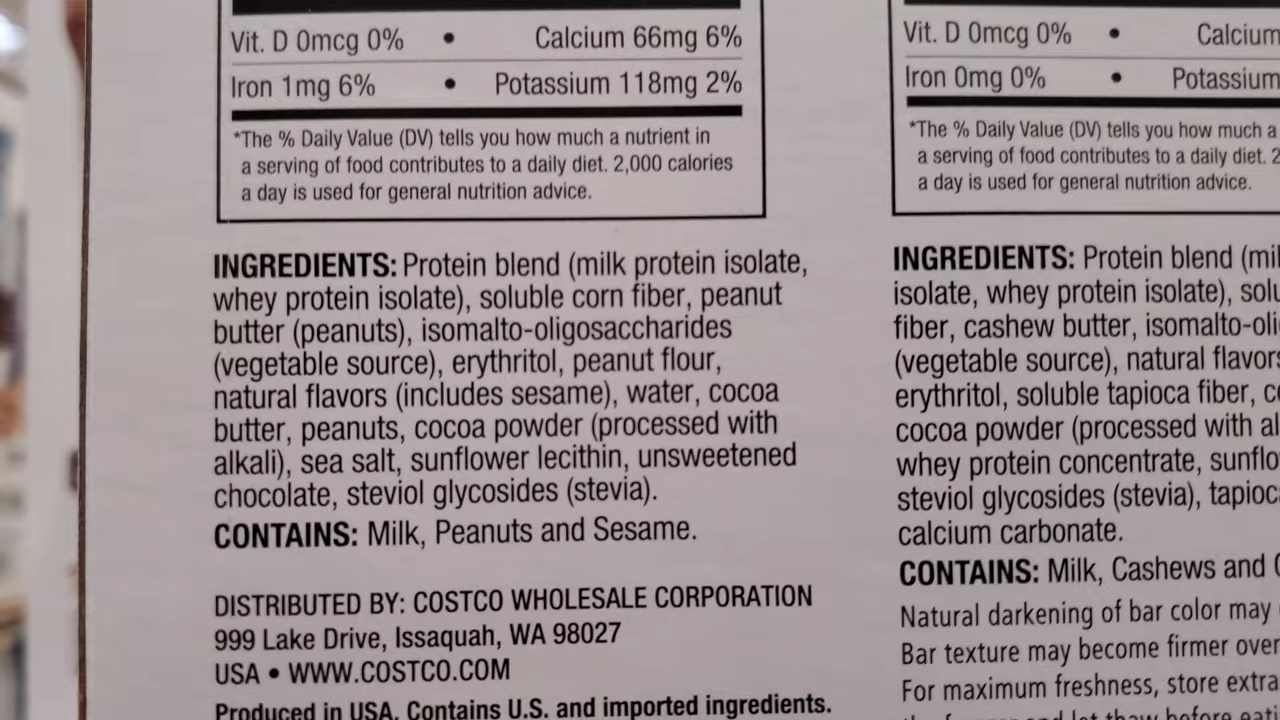 Vit. D 0mcg 0% • Calcium 66mg 6%
Iron 1mg 6% • Potassium 118mg 2%
*The % Daily Value (DV) tells you how much a nutrient in
a serving of food contributes to a daily diet. 2,000 calories
a day is used for general nutrition advice.
INGREDIENTS: Protein blend (milk protein isolate,
whey protein isolate), soluble corn fiber, peanut
butter (peanuts), isomalto-oligosaccharides
(vegetable source), erythritol, peanut flour,
natural flavors (includes sesame), water, cocoa
butter, peanuts, cocoa powder (processed with
alkali), sea salt, sunflower lecithin, unsweetened
chocolate, steviol glycosides (stevia).
CONTAINS: Milk, Peanuts and Sesame.
DISTRIBUTED BY: COSTCO WHOLESALE CORPORATION
999 Lake Drive, Issaquah, WA 98027
USA • WWW.COSTCO.COM
Produced in USA. Contains U.S. and imported ingredients.
Vit. D 0mcg 0% • Calcium
Iron 0mg 0% • Potassium
*The % Daily Value (DV) tells you how much a
a serving of food contributes to a daily diet. 2
a day is used for general nutrition advice.
INGREDIENTS: Protein blend (mil
isolate, whey protein isolate), solu
fiber, cashew butter, isomalto-oli
(vegetable source), natural flavors
erythritol, soluble tapioca fiber, c
cocoa powder (processed with al
whey protein concentrate, sunflo
steviol glycosides (stevia), tapioc
calcium carbonate.
CONTAINS: Milk, Cashews and
Natural darkening of bar color may
Bar texture may become firmer over
For maximum freshness, store extra
and let thaw before eati